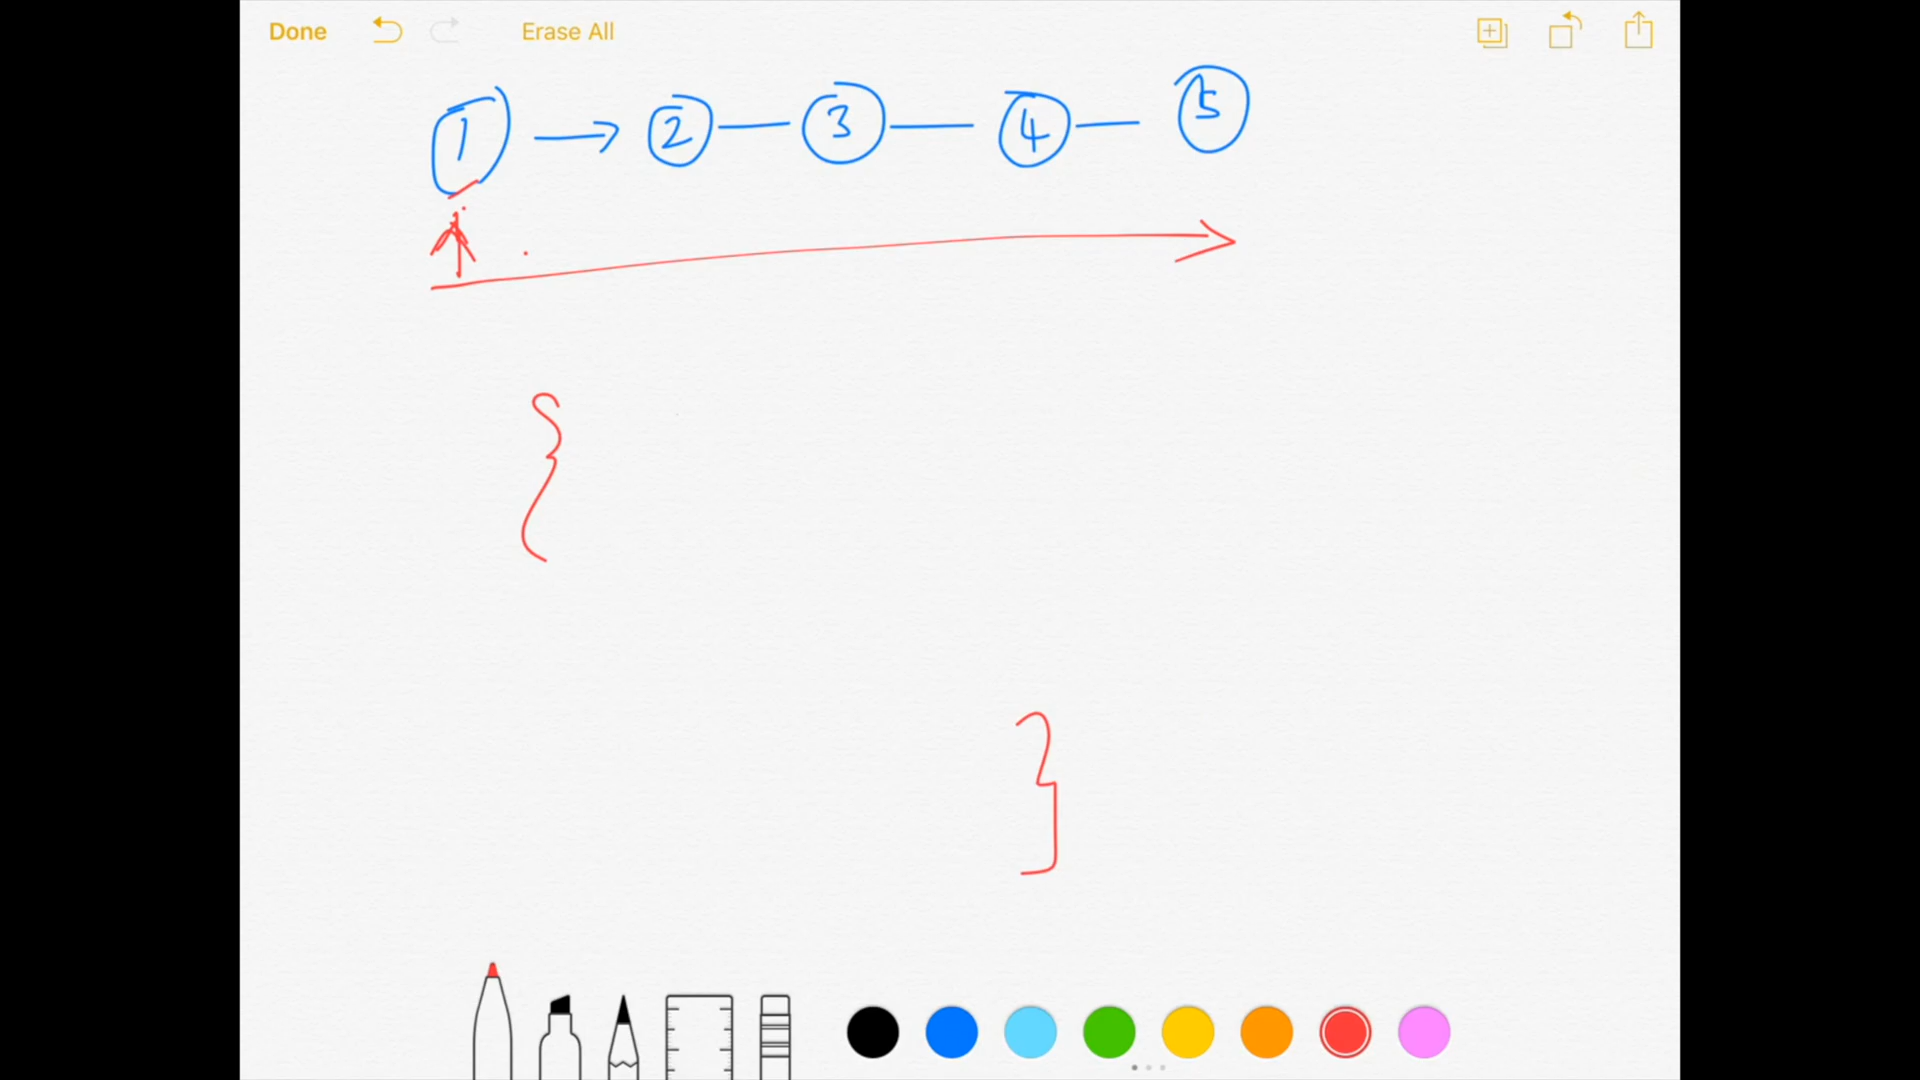 Done Erase All
1 → 2 — 3 — 4 — 5
{
}